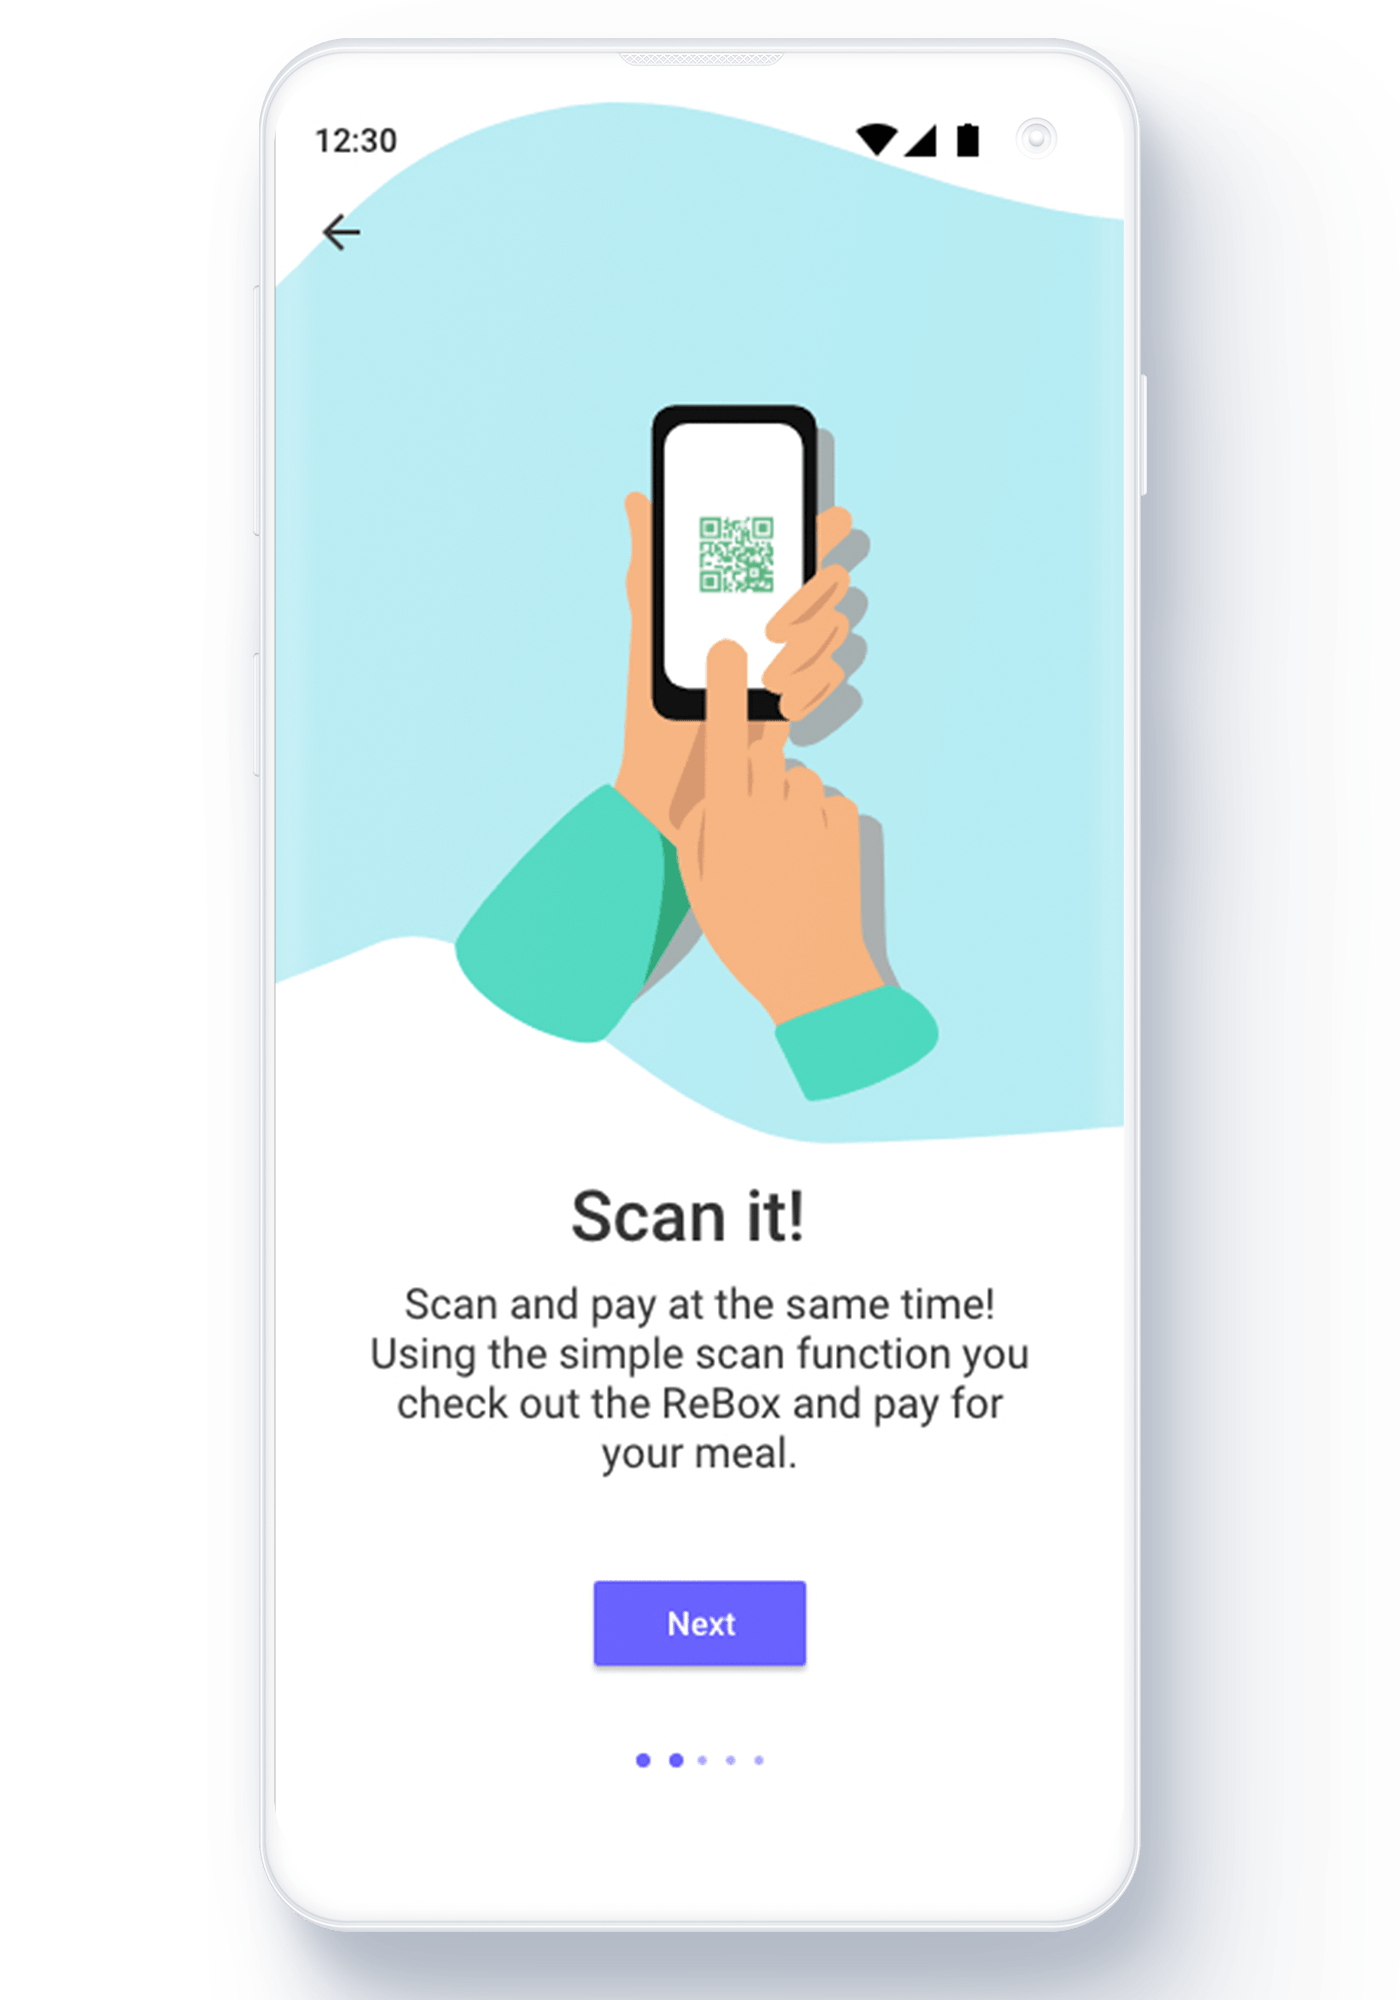 12:30
Scan it!
Scan and pay at the same time!
Using the simple scan function you
check out the ReBox and pay for
your meal.
Next